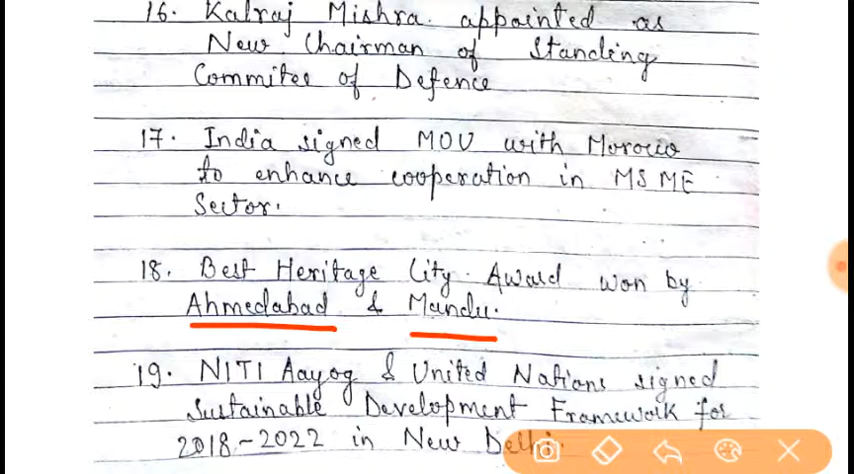 16. Kalraj Mishra appointed as
New Chairman of Standing
Commitee of Defence
17. India signed MOU with Morocco
to enhance cooperation in MSME
Sector.
18. Best Heritage City Award won by
Ahmedabad & Mandu.
19. NITI Aayog & United Nations signed
Sustainable Development Framework for
2018-2022 in New Delhi.